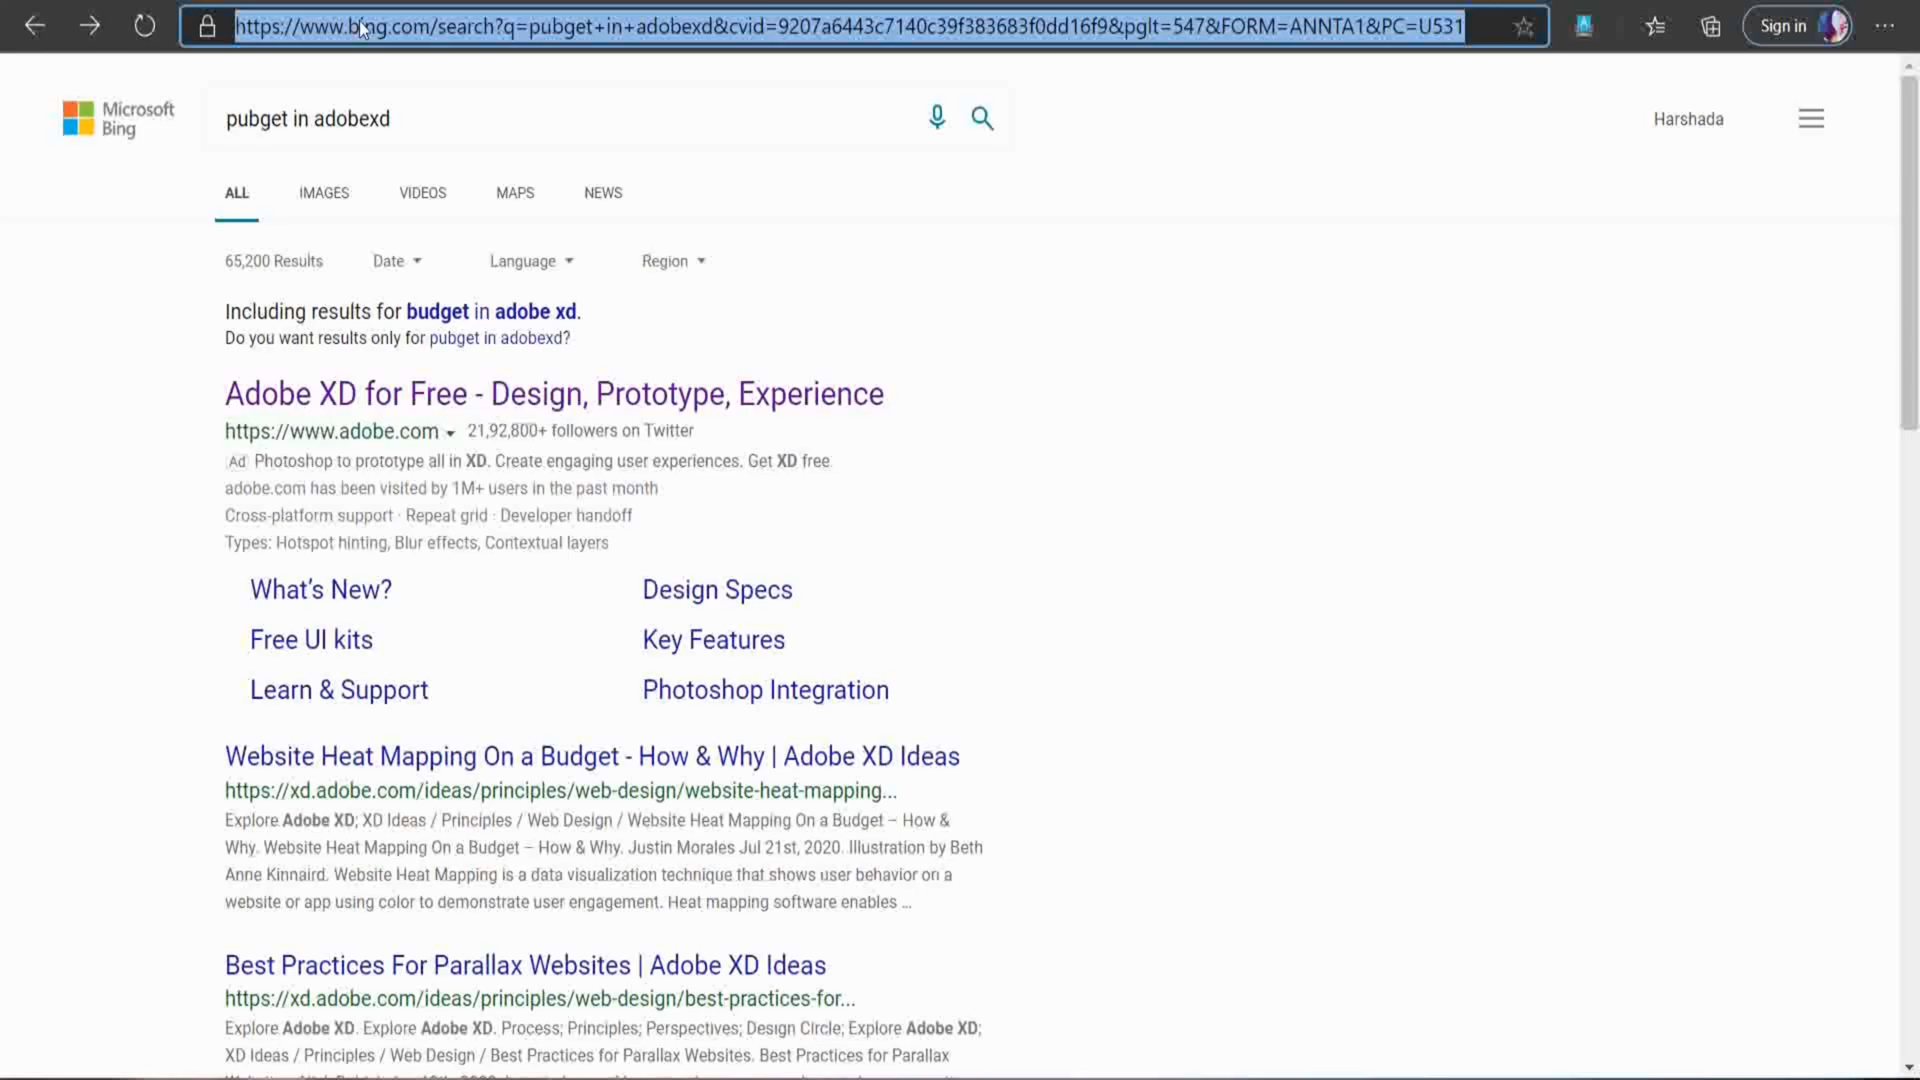 https://www.bing.com/search?q=pubget+in+adobexd&cvid=9207a6443c7140c39f383683f0dd16f9&pglt=547&FORM=ANNTA1&PC=U531
Sign in
Microsoft
Bing
pubget in adobexd
Harshada
ALL IMAGES VIDEOS MAPS NEWS
65,200 Results Date Language Region
Including results for budget in adobe xd.
Do you want results only for pubget in adobexd?
Adobe XD for Free - Design, Prototype, Experience
https://www.adobe.com 21,92,800+ followers on Twitter
Ad Photoshop to prototype all in XD. Create engaging user experiences. Get XD free
adobe.com has been visited by 1M+ users in the past month
Cross-platform support · Repeat grid · Developer handoff
Types: Hotspot hinting, Blur effects, Contextual layers
What's New? Design Specs
Free UI kits Key Features
Learn & Support Photoshop Integration
Website Heat Mapping On a Budget - How & Why | Adobe XD Ideas
https://xd.adobe.com/ideas/principles/web-design/website-heat-mapping...
Explore Adobe XD; XD Ideas / Principles / Web Design / Website Heat Mapping On a Budget – How &
Why. Website Heat Mapping On a Budget – How & Why. Justin Morales Jul 21st, 2020. Illustration by Beth
Anne Kinnaird. Website Heat Mapping is a data visualization technique that shows user behavior on a
website or app using color to demonstrate user engagement. Heat mapping software enables ...
Best Practices For Parallax Websites | Adobe XD Ideas
https://xd.adobe.com/ideas/principles/web-design/best-practices-for...
Explore Adobe XD. Explore Adobe XD. Process; Principles; Perspectives; Design Circle; Explore Adobe XD;
XD Ideas / Principles / Web Design / Best Practices for Parallax Websites. Best Practices for Parallax